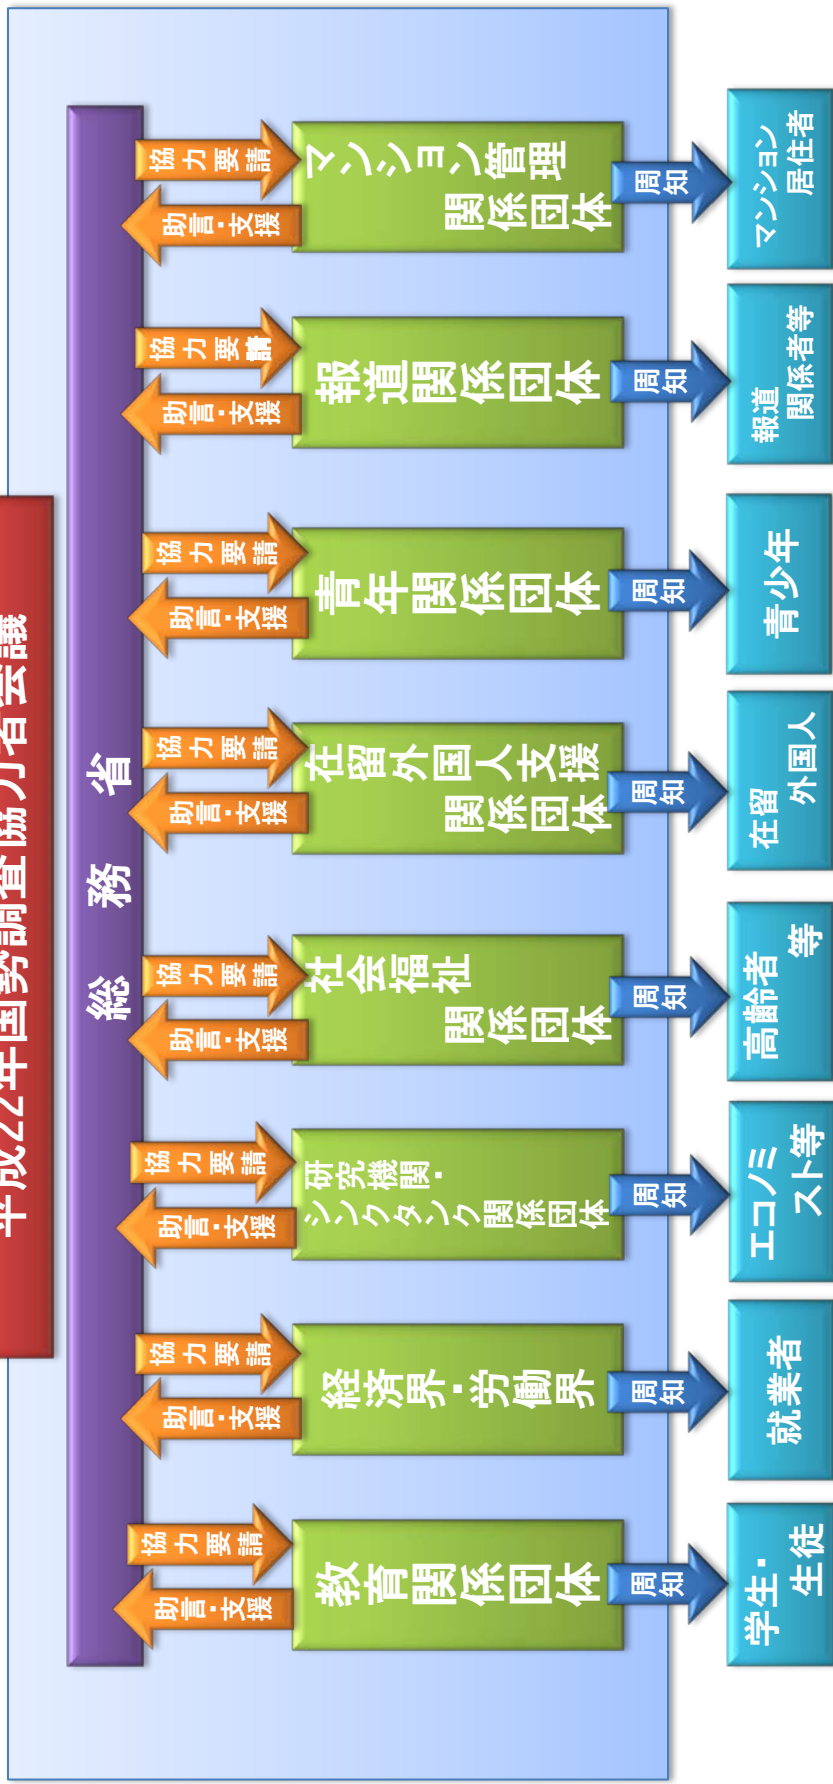 平成22年国勢調査協力者会議
総務省
助言・支援
協力要請
助言・支援
協力要請
助言・支援
協力要請
助言・支援
協力要請
助言・支援
協力要請
助言・支援
協力要請
助言・支援
協力要請
助言・支援
協力要請
教育関係団体
経済界・労働界
研究機関・
シンクタンク関係団体
社会福祉
関係団体
在留外国人支援
関係団体
青年関係団体
報道関係団体
マンション管理
関係団体
周知
周知
周知
周知
周知
周知
周知
周知
学生・
生徒
就業者
エコノミ
スト等
高齢者
等
在留
外国人
青少年
報道
関係者等
マンション
居住者